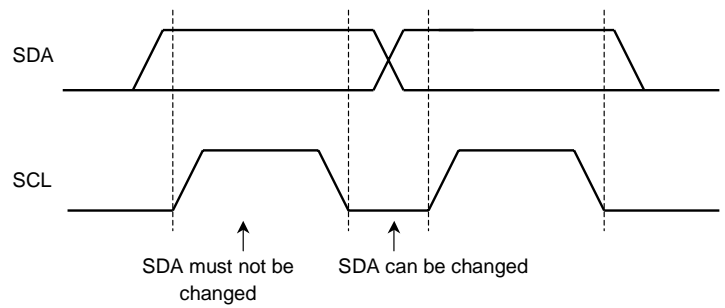 SDA
SCL
SDA must not be
changed
SDA can be changed